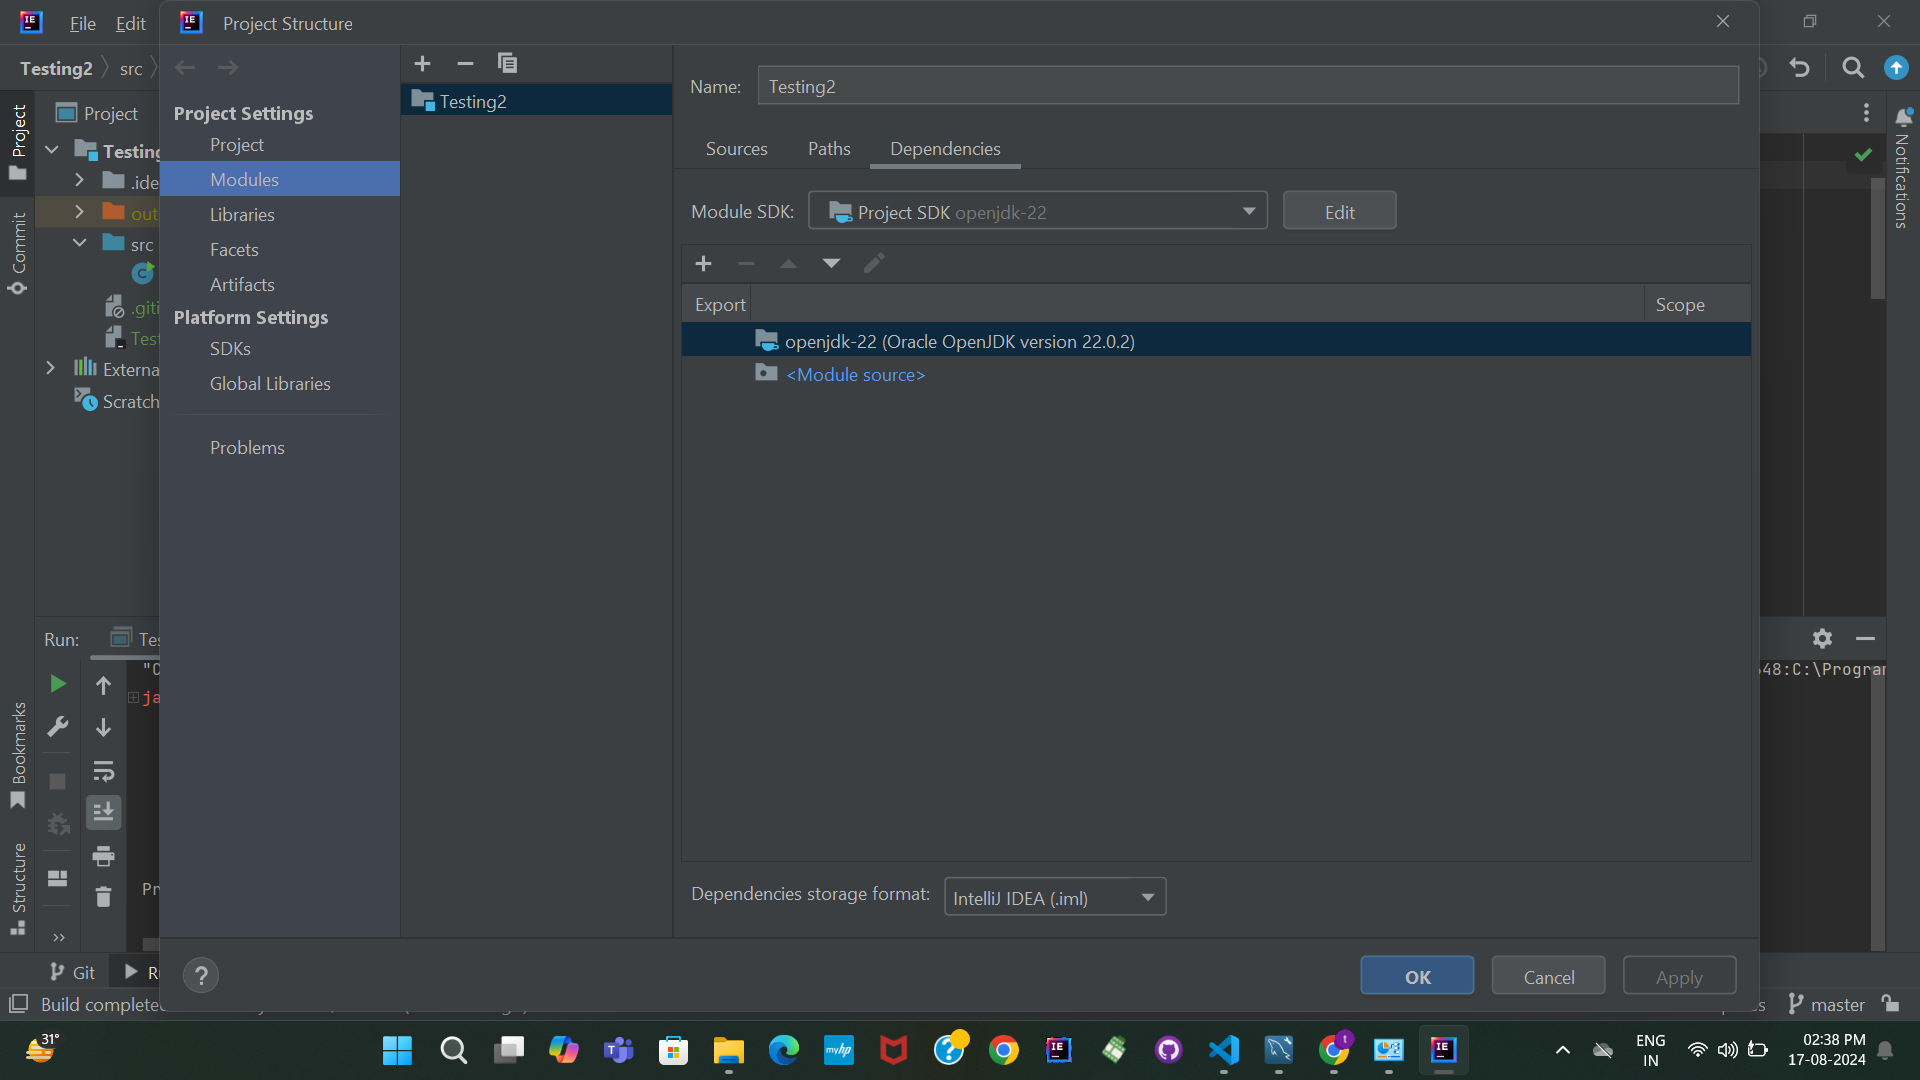 File Edit
Project Structure
Testing2 src
Project
Testing
.ide
out
src
.giti
Test
Externa
Scratch
Project
Commit
Bookmarks
Structure
Project Settings
Project
Modules
Libraries
Facets
Artifacts
Platform Settings
SDKs
Global Libraries
Problems
Testing2
Name: Testing2
Sources Paths Dependencies
Module SDK: Project SDK openjdk-22 Edit
Export Scope
openjdk-22 (Oracle OpenJDK version 22.0.2)
<Module source>
Dependencies storage format: IntelliJ IDEA (.iml)
? OK Cancel Apply
Notifications
Run: Tes
"C
ja
Pr
48:C:\Program
Git
Build complete
master
31°
myhp
ENG
IN
02:38 PM
17-08-2024